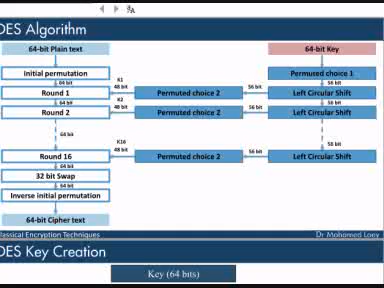 DES Algorithm
64-bit Plain text
64-bit Key
Initial permutation
Permuted choice 1
64 bit
56 bit
Round 1
K1
48 bit
Permuted choice 2
56 bit
Left Circular Shift
64 bit
56 bit
Round 2
K2
48 bit
Permuted choice 2
56 bit
Left Circular Shift
64 bit
56 bit
Round 16
K16
48 bit
Permuted choice 2
56 bit
Left Circular Shift
64 bit
32 bit Swap
64 bit
Inverse initial permutation
64-bit Cipher text
lassical Encryption Techniques
Dr Mohamed Loey
DES Key Creation
Key (64 bits)